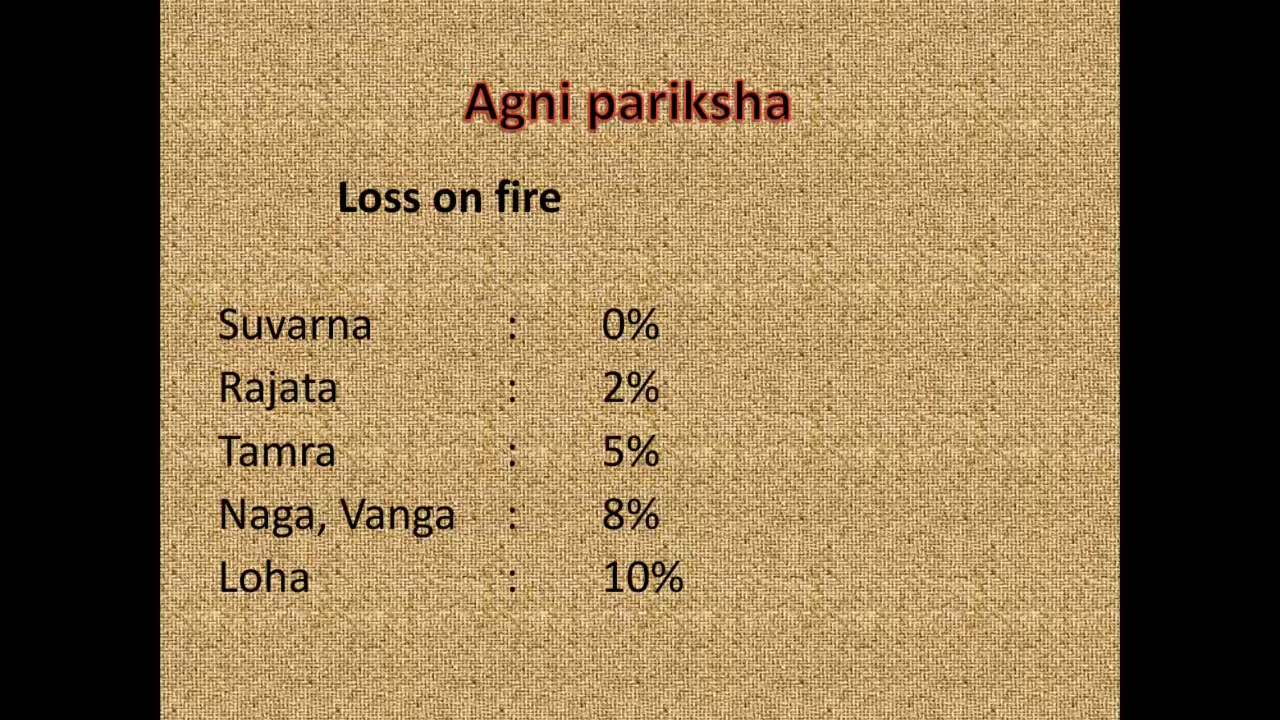 Agni pariksha
Loss on fire
Suvarna : 0%
Rajata : 2%
Tamra : 5%
Naga, Vanga : 8%
Loha : 10%